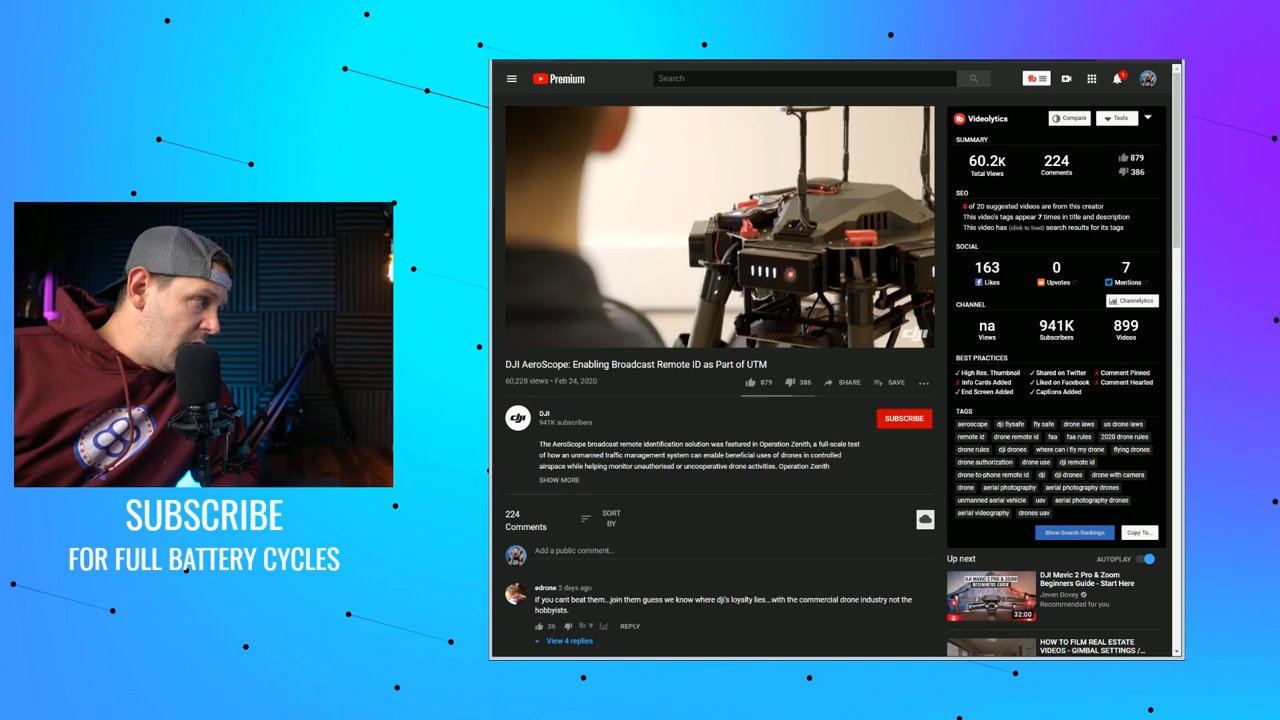 SUBSCRIBE
FOR FULL BATTERY CYCLES
Premium
Search
1
dji
DJI AeroScope: Enabling Broadcast Remote ID as Part of UTM
60,228 views • Feb 24, 2020
879
386
SHARE
SAVE
dji
DJI
941K subscribers
SUBSCRIBE
The AeroScope broadcast remote identification solution was featured in Operation Zenith, a full-scale test
of how an unmanned traffic management system can enable beneficial uses of drones in controlled
airspace while helping monitor unauthorised or uncooperative drone activities. Operation Zenith
SHOW MORE
224
Comments
SORT
BY
Add a public comment...
edrone 2 days ago
If you cant beat them...join them guess we know where dji's loyalty lies...with the commercial drone industry not the
hobbyists.
36
REPLY
View 4 replies
tb
Videolytics
Compare
Tools
SUMMARY
60.2K
Total Views
224
Comments
879
386
SEO
0 of 20 suggested videos are from this creator
This video's tags appear 7 times in title and description
This video has (click to load) search results for its tags
SOCIAL
163
Likes
0
Upvotes
7
Mentions
CHANNEL
Channelytics
na
Views
941K
Subscribers
899
Videos
BEST PRACTICES
✓ High Res. Thumbnail ✓ Shared on Twitter ✗ Comment Pinned
✗ Info Cards Added ✓ Liked on Facebook ✗ Comment Hearted
✓ End Screen Added ✓ Captions Added
TAGS
aeroscope dji flysafe fly safe drone laws us drone laws
remote id drone remote id faa faa rules 2020 drone rules
drone rules dji drones where can i fly my drone flying drones
drone authorization drone use dji remote id
drone-to-phone remote id dji dji drones drone with camera
drone aerial photography aerial photography drones
unmanned aerial vehicle uav aerial photography drones
aerial videography drones uav
Show Search Rankings
Copy To...
Up next
AUTOPLAY
DJI MAVIC 2 PRO & ZOOM
BEGINNERS GUIDE
32:00
DJI Mavic 2 Pro & Zoom
Beginners Guide - Start Here
Jeven Dovey
Recommended for you
HOW TO FILM REAL ESTATE
VIDEOS - GIMBAL SETTINGS /...